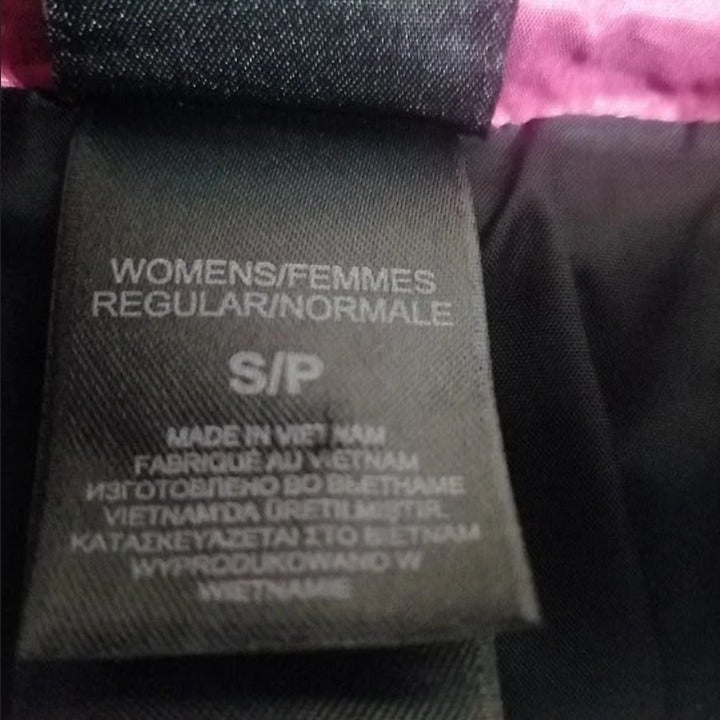 WOMENS/FEMMES
REGULAR/NORMALE
S/P
MADE IN VIETNAM
FABRIQUÉ AU VIETNAM
ИЗГОТОВЛЕНО ВО ВЬЕТНАМЕ
VIETNAM'DA ÜRETILMIŞTIR.
ΚΑΤΑΣΚΕΥΑΖΕΤΑΙ ΣΤΟ ΒΙΕΤΝΑΜ
WYPRODUKOWANO W
WIETNAMIE